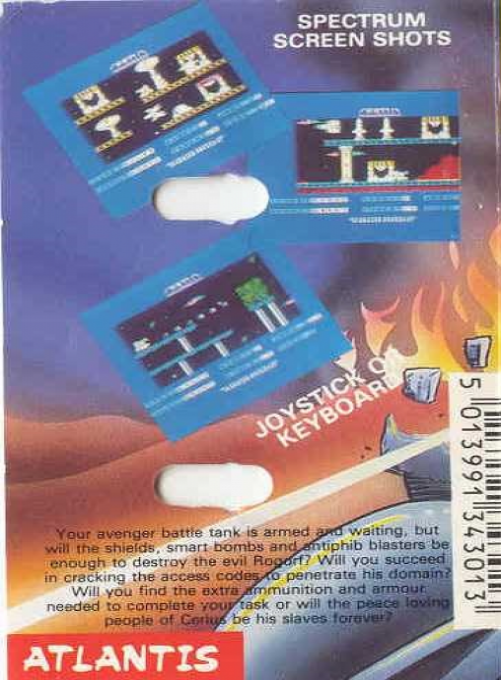 SPECTRUM
SCREEN SHOTS
JOYSTICK OR
KEYBOARD
5 013991 343013
Your avenger battle tank is armed and waiting, but
will the shields, smart bombs and antiphib blasters be
enough to destroy the evil Rogorf? Will you succeed
in cracking the access codes to penetrate his domain?
Will you find the extra ammunition and armour
needed to complete your task or will the peace loving
people of Cerius be his slaves forever?
ATLANTIS